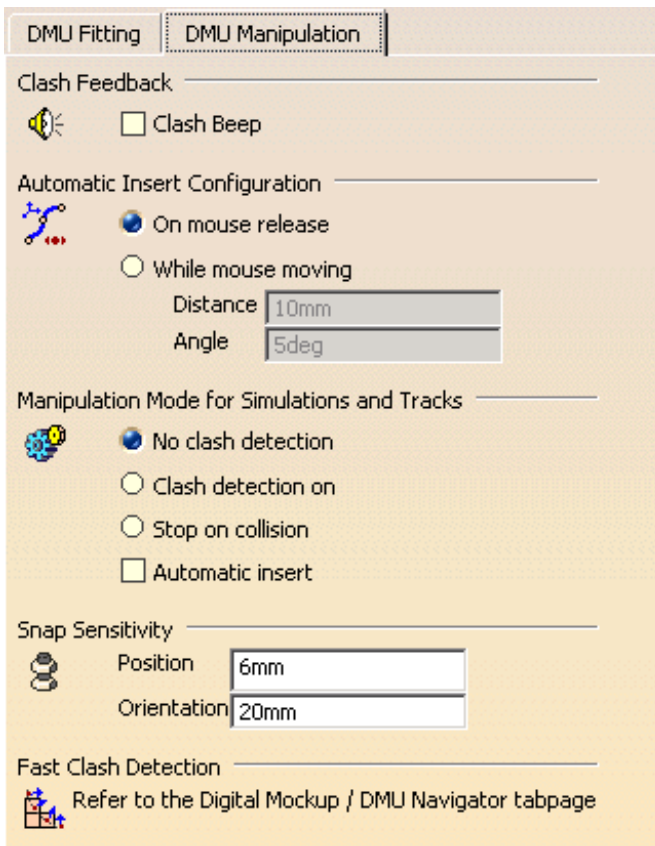 DMU Fitting DMU Manipulation
Clash Feedback
Clash Beep
Automatic Insert Configuration
On mouse release
While mouse moving
Distance 10mm
Angle 5deg
Manipulation Mode for Simulations and Tracks
No clash detection
Clash detection on
Stop on collision
Automatic insert
Snap Sensitivity
Position 6mm
Orientation 20mm
Fast Clash Detection
Refer to the Digital Mockup / DMU Navigator tabpage